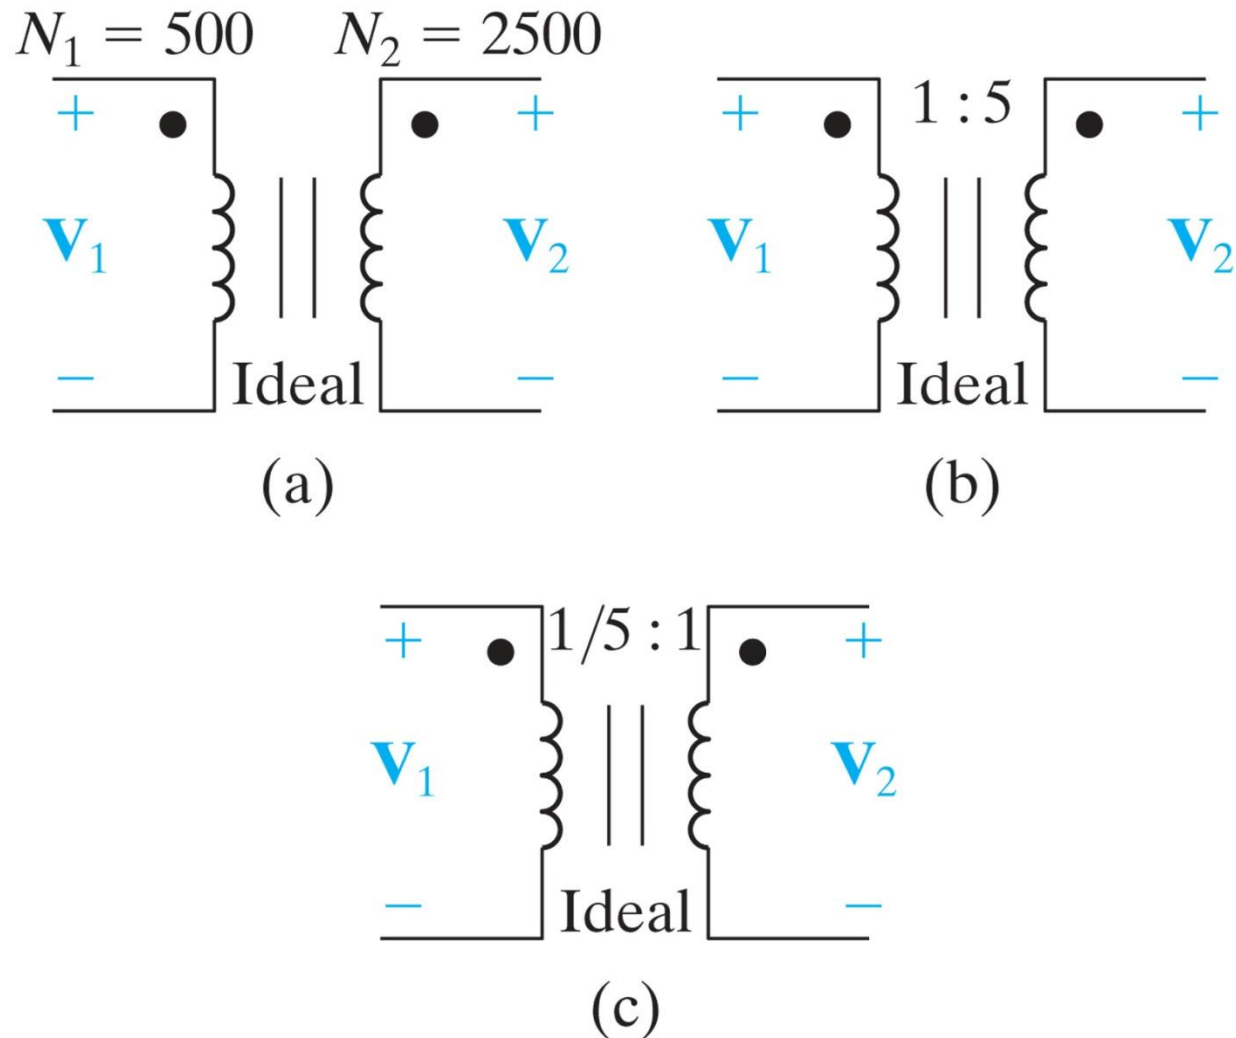 N₁ = 500 N₂ = 2500
+ + + 1 : 5 +
V₁ V₂ V₁ V₂
− Ideal − − Ideal −
(a) (b)
+ 1/5 : 1 +
V₁ V₂
− Ideal −
(c)